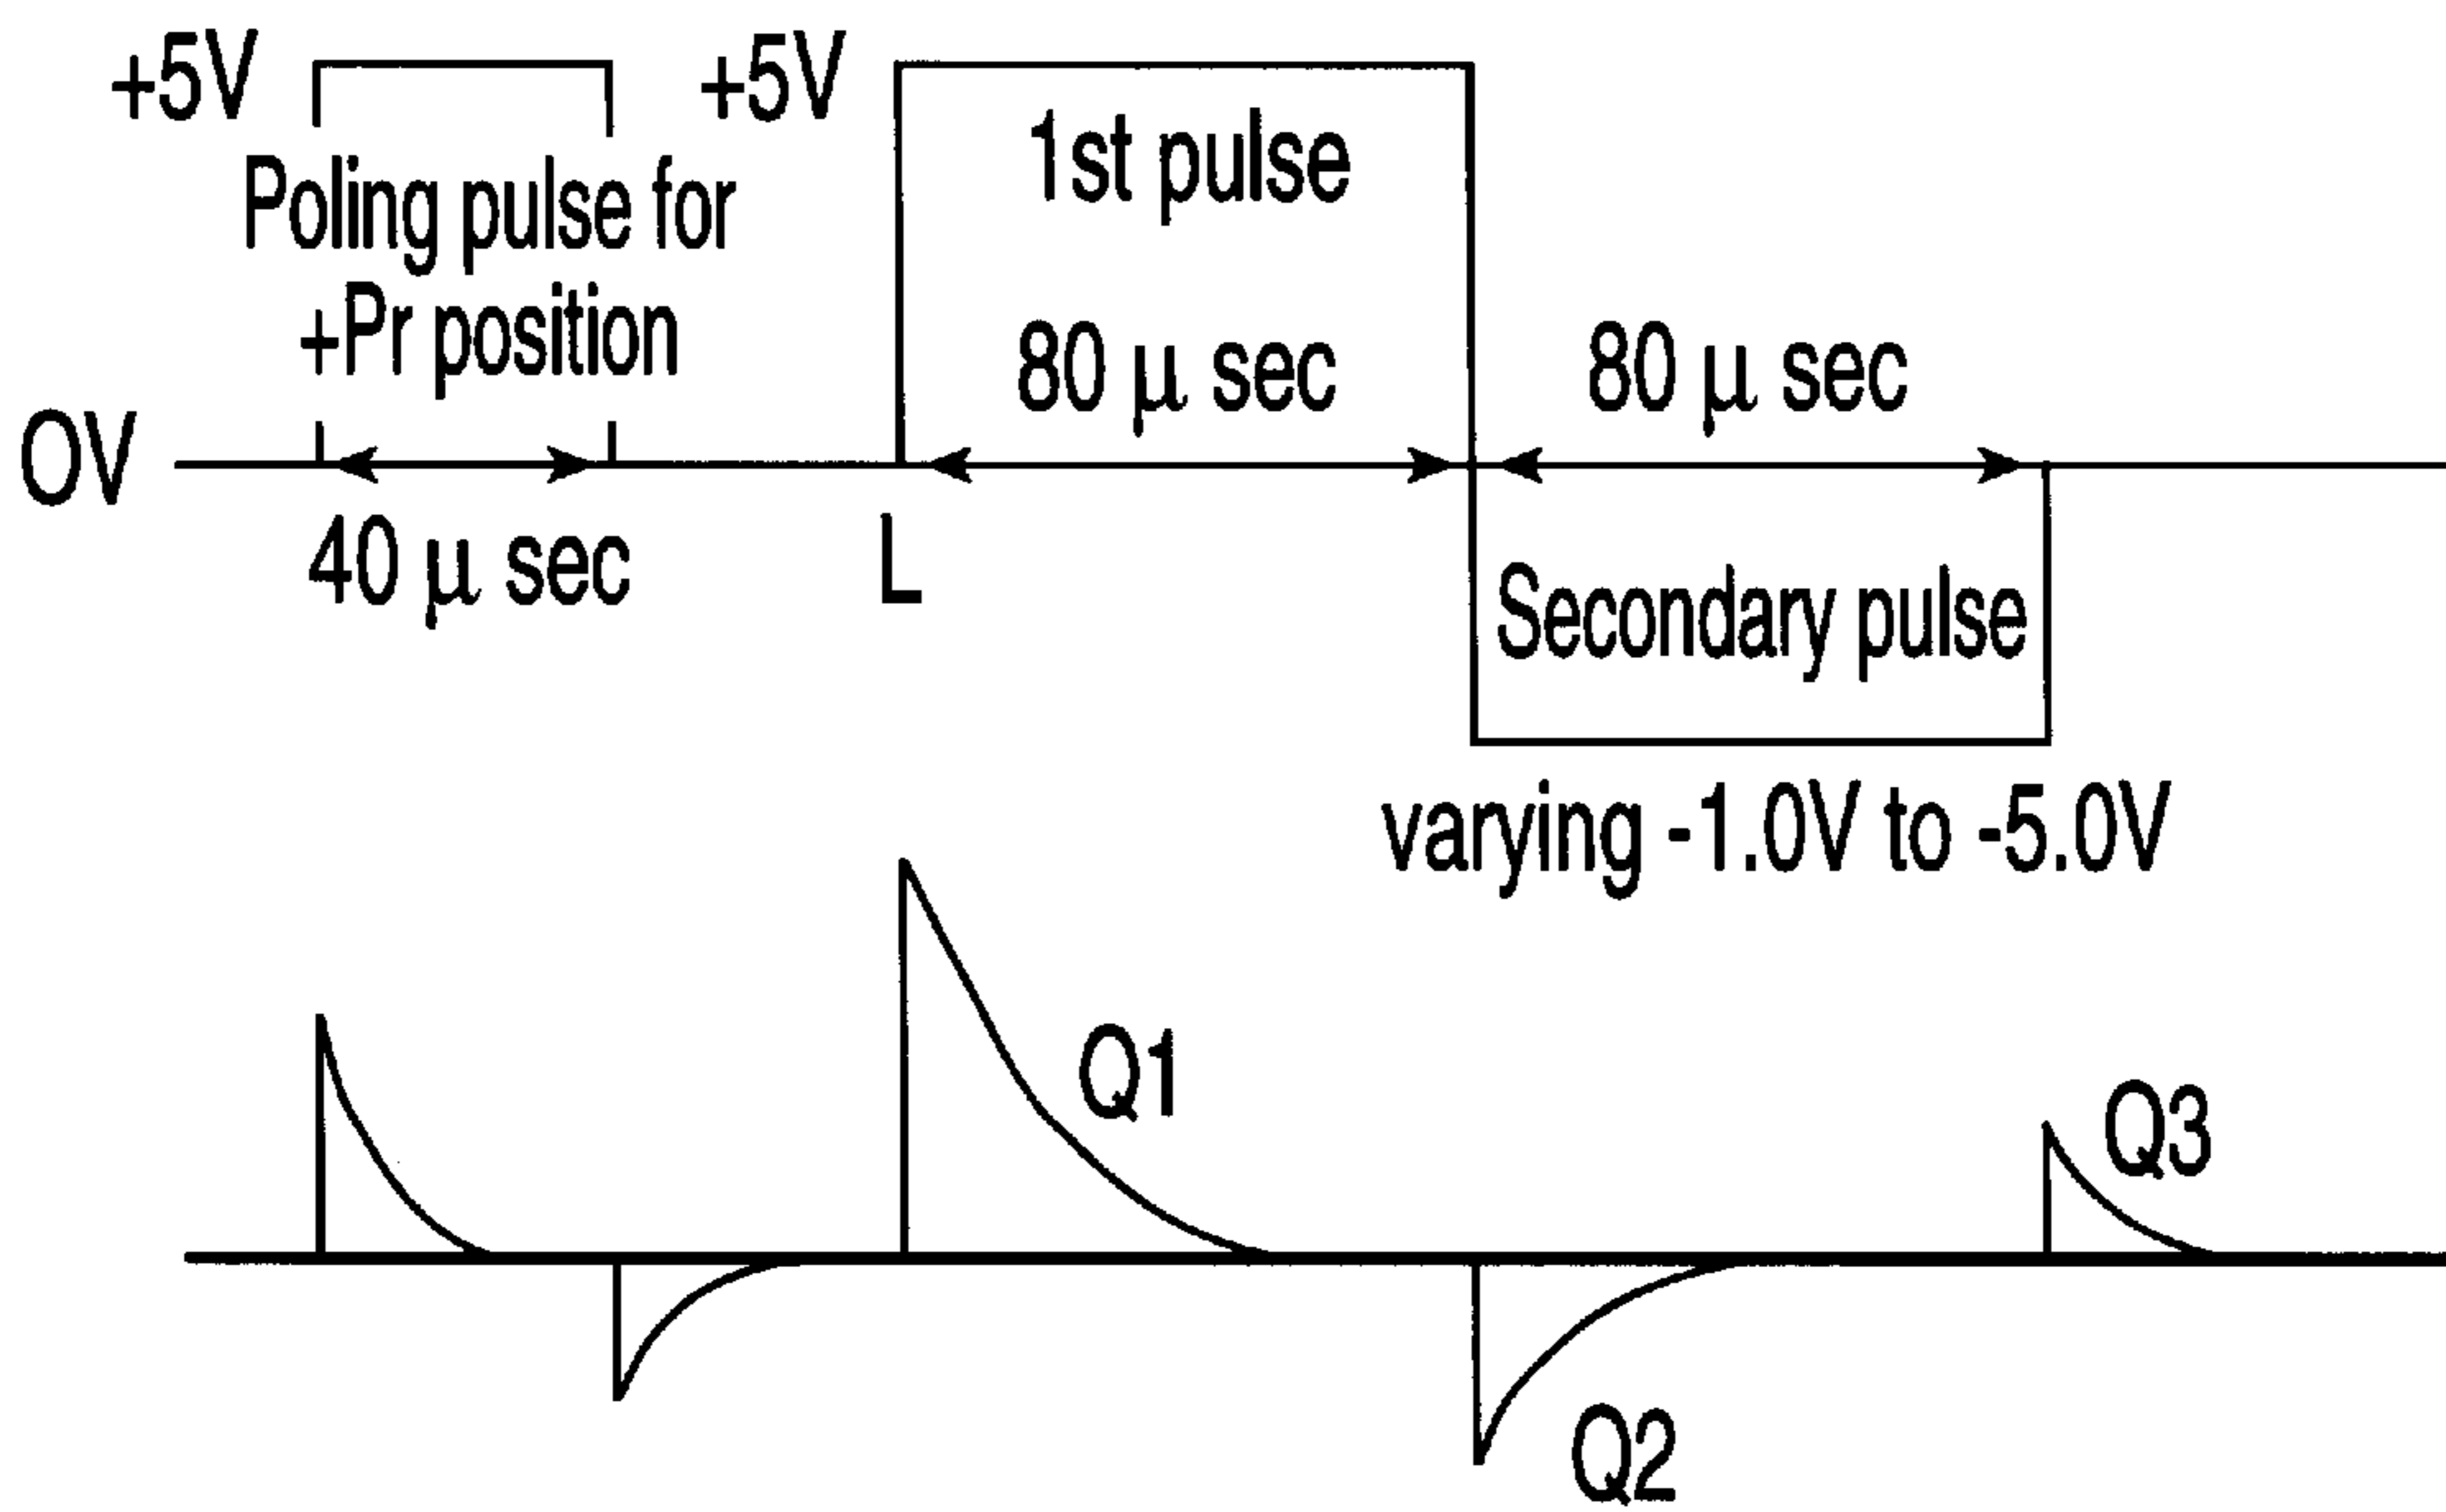 +5V
Poling pulse for
+Pr position
+5V
1st pulse
80 μ sec
80 μ sec
0V
40 μ sec
L
Secondary pulse
varying -1.0V to -5.0V
Q1
Q3
Q2